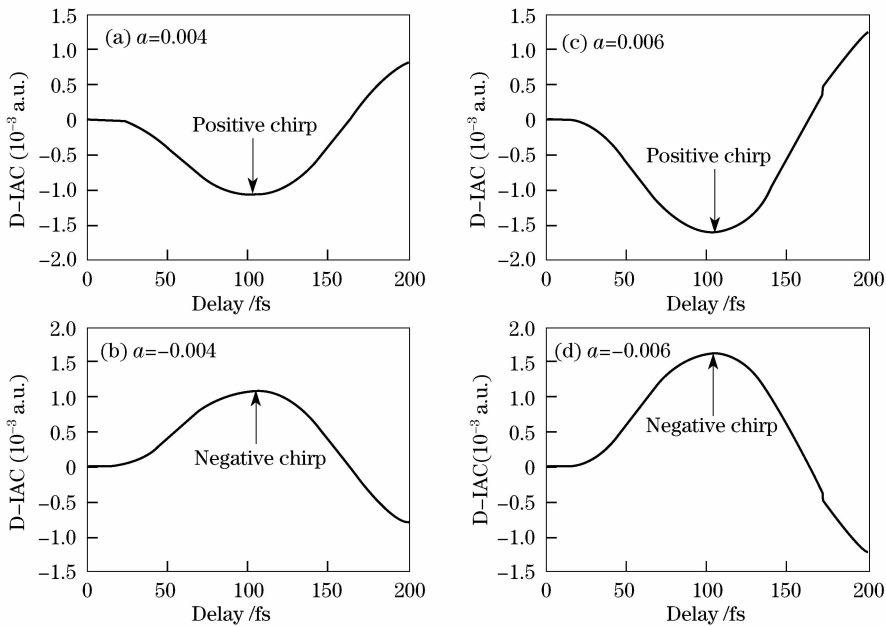 (a) a=0.004
D−IAC (10⁻³ a.u.)
1.5
1.0
0.5
0
−0.5
−1.0
−1.5
−2.0
Positive chirp
0 50 100 150 200
Delay /fs
(c) a=0.006
D−IAC (10⁻³ a.u.)
1.5
1.0
0.5
0
−0.5
−1.0
−1.5
−2.0
Positive chirp
0 50 100 150 200
Delay /fs
(b) a=−0.004
D−IAC (10⁻³ a.u.)
2.0
1.5
1.0
0.5
0
−0.5
−1.0
−1.5
Negative chirp
0 50 100 150 200
Delay /fs
(d) a=−0.006
D−IAC(10⁻³ a.u.)
2.0
1.5
1.0
0.5
0
−0.5
−1.0
−1.5
Negative chirp
0 50 100 150 200
Delay /fs